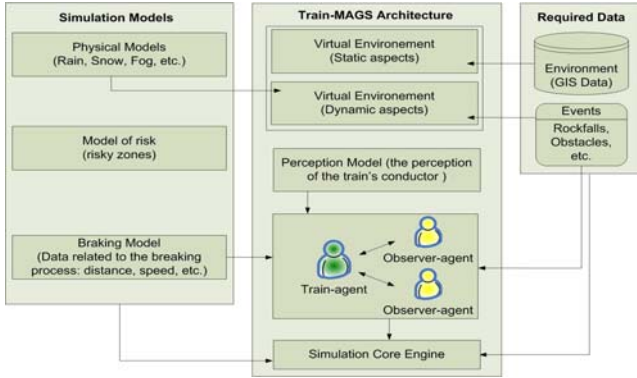 Simulation Models
Physical Models
(Rain, Snow, Fog, etc.)
Model of risk
(risky zones)
Braking Model
(Data related to the breaking
process: distance, speed, etc.)
Train-MAGS Architecture
Virtual Environement
(Static aspects)
Virtual Environement
(Dynamic aspects)
Perception Model (the perception
of the train's conductor )
Observer-agent
Train-agent
Observer-agent
Simulation Core Engine
Required Data
Environment
(GIS Data)
Events
Rockfalls,
Obstacles,
etc.